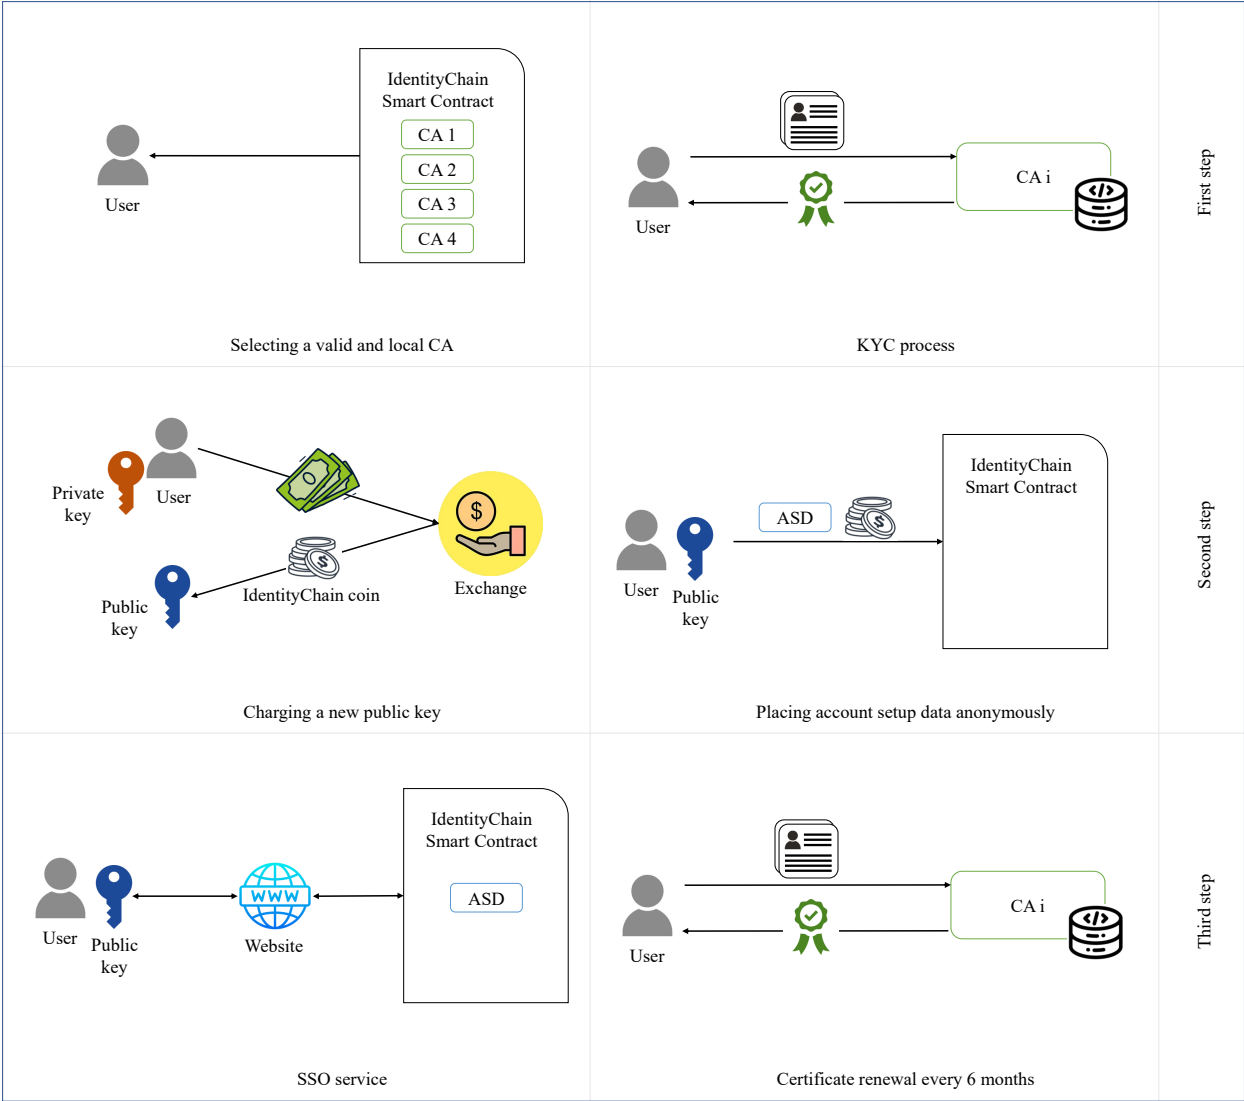 IdentityChain
Smart Contract
CA 1
CA 2
CA 3
CA 4
User
Selecting a valid and local CA
CA i
User
KYC process
First step
Private
key
User
Public
key
IdentityChain coin
Exchange
Charging a new public key
IdentityChain
Smart Contract
ASD
User
Public
key
Placing account setup data anonymously
Second step
IdentityChain
Smart Contract
ASD
WWW
User
Public
key
Website
SSO service
CA i
User
Certificate renewal every 6 months
Third step